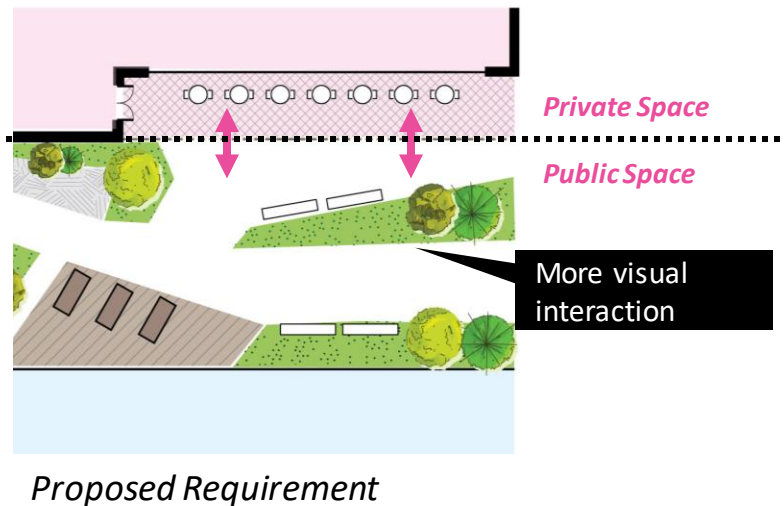 Private Space
Public Space
More visual
interaction
Proposed Requirement